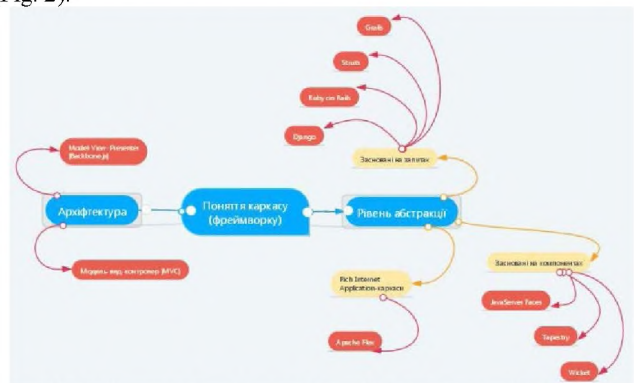 Fig. 2).
Grails
Struts
Ruby on Rails
Django
Засновані на запитах
Model-View-Presenter
(Backbone.js)
Архіфтектура
Поняття каркасу
(фреймворку)
Рівень абстракції
Модель-вид-контролер (MVC)
Rich Internet
Application-каркаси
Apache Flex
Засновані на компонентах
JavaServer Faces
Tapestry
Wicket